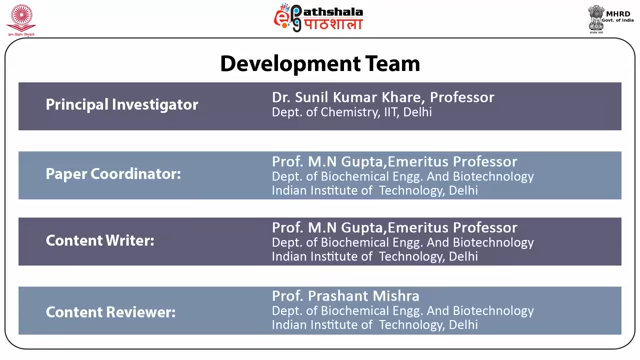 ePathshala
पाठशाला
MHRD
Govt. of India
Development Team
Principal Investigator
Dr. Sunil Kumar Khare, Professor
Dept. of Chemistry, IIT, Delhi
Paper Coordinator:
Prof. M.N Gupta,Emeritus Professor
Dept. of Biochemical Engg. And Biotechnology
Indian Institute of Technology, Delhi
Content Writer:
Prof. M.N Gupta,Emeritus Professor
Dept. of Biochemical Engg. And Biotechnology
Indian Institute of Technology, Delhi
Content Reviewer:
Prof. Prashant Mishra
Dept. of Biochemical Engg. And Biotechnology
Indian Institute of Technology, Delhi